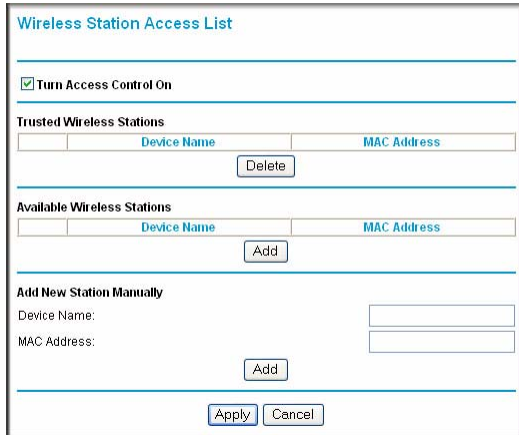 Wireless Station Access List
Turn Access Control On
Trusted Wireless Stations
Device Name MAC Address
Delete
Available Wireless Stations
Device Name MAC Address
Add
Add New Station Manually
Device Name:
MAC Address:
Add
Apply Cancel